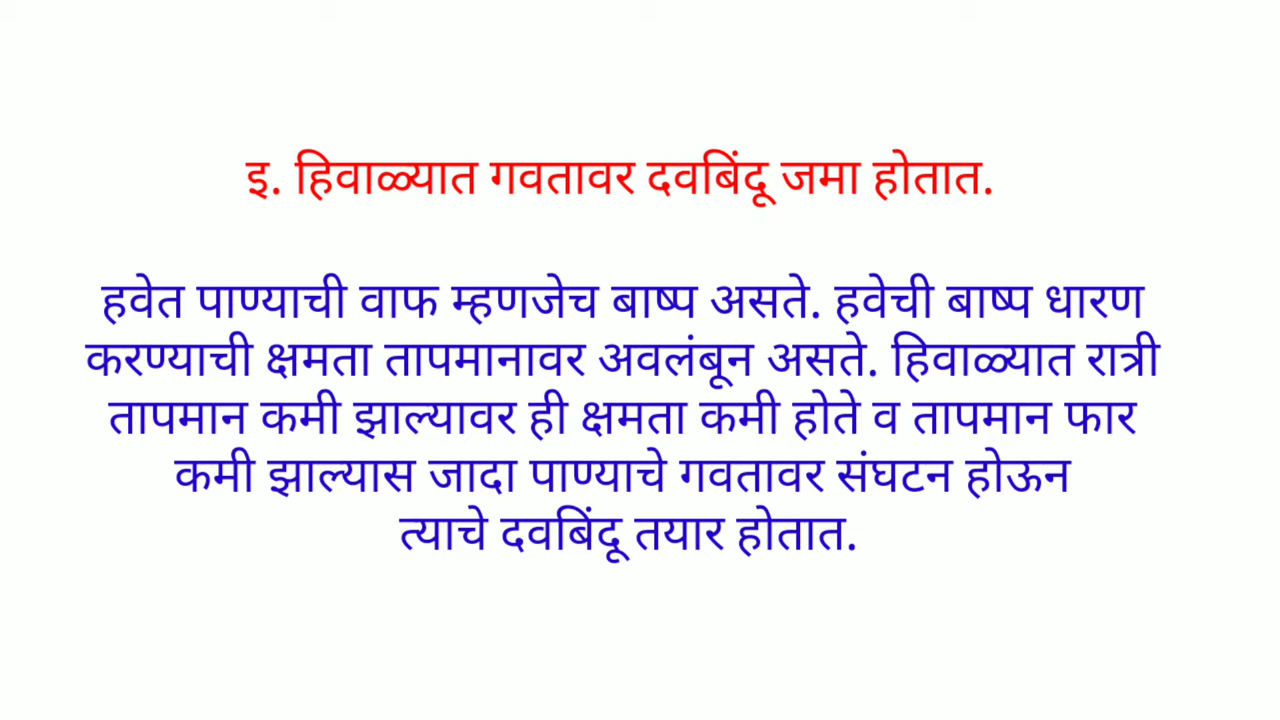 इ. हिवाळ्यात गवतावर दवबिंदू जमा होतात.
हवेत पाण्याची वाफ म्हणजेच बाष्प असते. हवेची बाष्प धारण
करण्याची क्षमता तापमानावर अवलंबून असते. हिवाळ्यात रात्री
तापमान कमी झाल्यावर ही क्षमता कमी होते व तापमान फार
कमी झाल्यास जादा पाण्याचे गवतावर संघटन होऊन
त्याचे दवबिंदू तयार होतात.